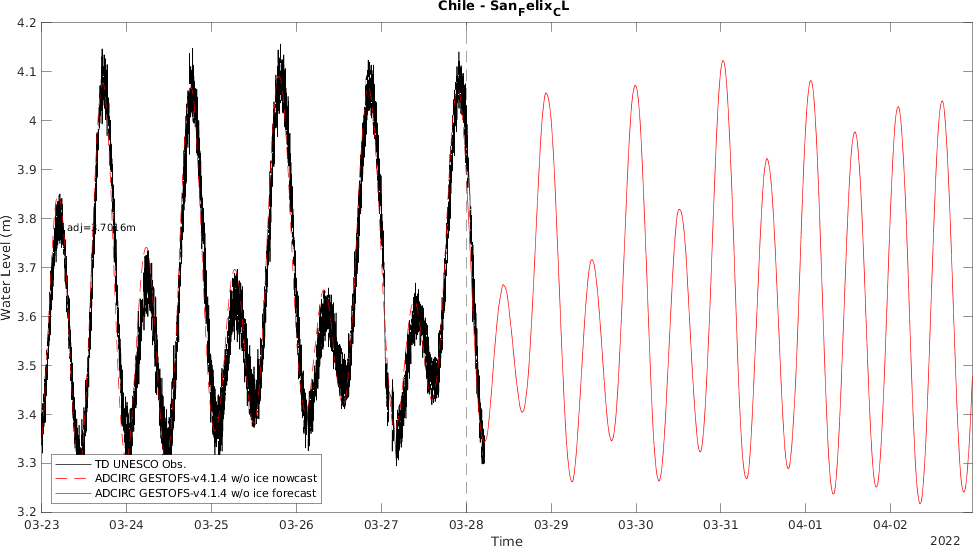 Chile - SanFelixCL
4.2
4.1
4
3.9
3.8
3.7
3.6
3.5
3.4
3.3
3.2
Water Level (m)
adj=3.7016m
TD UNESCO Obs.
ADCIRC GESTOFS-v4.1.4 w/o ice nowcast
ADCIRC GESTOFS-v4.1.4 w/o ice forecast
03-23 03-24 03-25 03-26 03-27 03-28 03-29 03-30 03-31 04-01 04-02
Time
2022